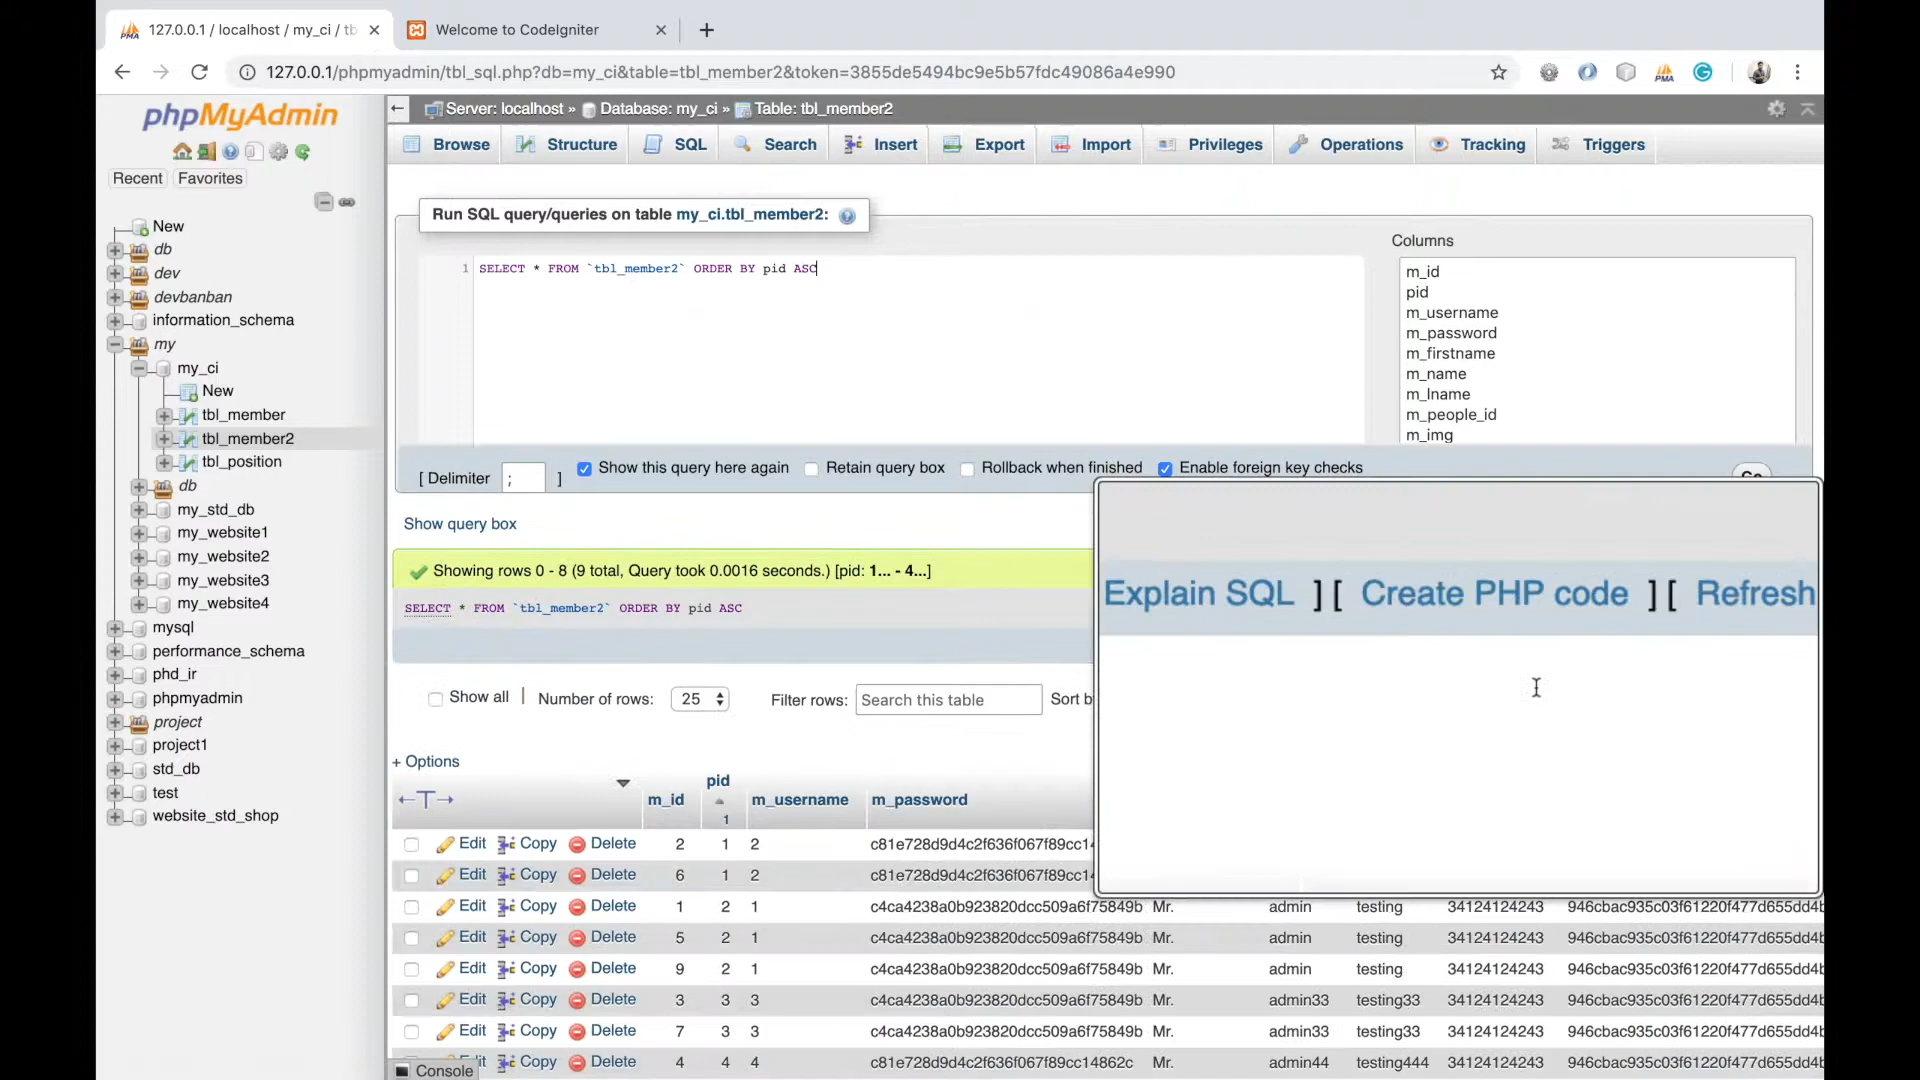 127.0.0.1 / localhost / my_ci / tb
Welcome to CodeIgniter
127.0.0.1/phpmyadmin/tbl_sql.php?db=my_ci&table=tbl_member2&token=3855de5494bc9e5b57fdc49086a4e990
PMA
phpMyAdmin
Recent
Favorites
New
db
dev
devbanban
information_schema
my
my_ci
New
tbl_member
tbl_member2
tbl_position
db
my_std_db
my_website1
my_website2
my_website3
my_website4
mysql
performance_schema
phd_ir
phpmyadmin
project
project1
std_db
test
website_std_shop
Server: localhost » Database: my_ci » Table: tbl_member2
Browse Structure SQL Search Insert Export Import Privileges Operations Tracking Triggers
Run SQL query/queries on table my_ci.tbl_member2:
1 SELECT * FROM `tbl_member2` ORDER BY pid ASC
Columns
m_id
pid
m_username
m_password
m_firstname
m_name
m_lname
m_people_id
m_img
[ Delimiter ; ] Show this query here again Retain query box Rollback when finished Enable foreign key checks
Show query box
Showing rows 0 - 8 (9 total, Query took 0.0016 seconds.) [pid: 1... - 4...]
SELECT * FROM `tbl_member2` ORDER BY pid ASC
Explain SQL ] [ Create PHP code ] [ Refresh
Show all | Number of rows: 25 Filter rows: Search this table Sort b
+ Options
←T→ m_id pid 1 m_username m_password
Edit Copy Delete 2 1 2 c81e728d9d4c2f636f067f89cc1
Edit Copy Delete 6 1 2 c81e728d9d4c2f636f067f89cc1
Edit Copy Delete 1 2 1 c4ca4238a0b923820dcc509a6f75849b Mr. admin testing 34124124243 946cbac935c03f61220f477d655dd4b
Edit Copy Delete 5 2 1 c4ca4238a0b923820dcc509a6f75849b Mr. admin testing 34124124243 946cbac935c03f61220f477d655dd4b
Edit Copy Delete 9 2 1 c4ca4238a0b923820dcc509a6f75849b Mr. admin testing 34124124243 946cbac935c03f61220f477d655dd4b
Edit Copy Delete 3 3 3 c4ca4238a0b923820dcc509a6f75849b Mr. admin33 testing33 34124124243 946cbac935c03f61220f477d655dd4b
Edit Copy Delete 7 3 3 c4ca4238a0b923820dcc509a6f75849b Mr. admin33 testing33 34124124243 946cbac935c03f61220f477d655dd4b
Edit Copy Delete 4 4 4 c81e728d9d4c2f636f067f89cc14862c Mr. admin44 testing444 34124124243 946cbac935c03f61220f477d655dd4b
Console